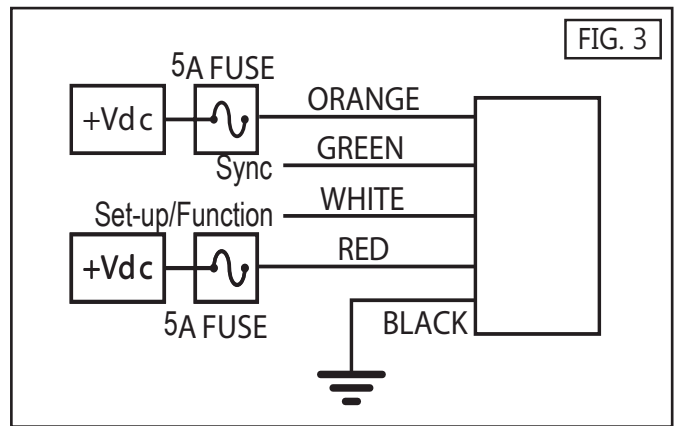 FIG. 3
5A FUSE
+Vdc
ORANGE
Sync
GREEN
Set-up/Function
WHITE
+Vdc
RED
5A FUSE
BLACK